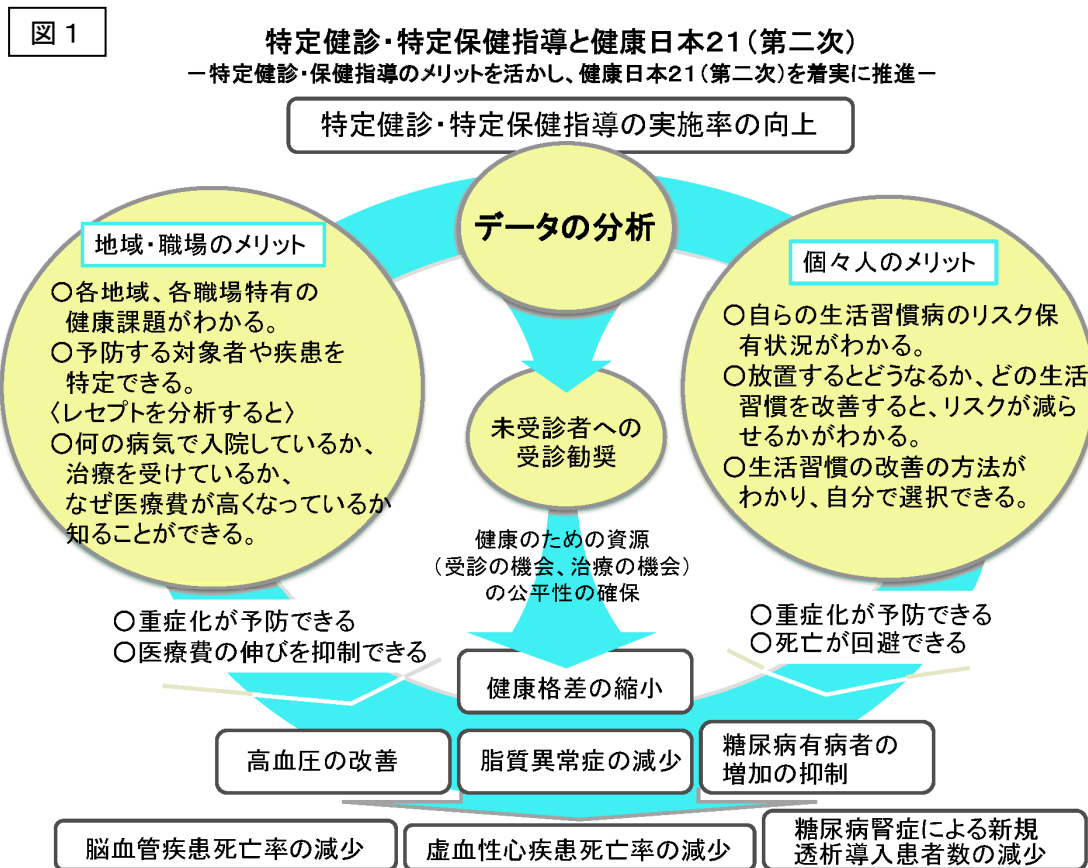 図1
特定健診・特定保健指導と健康日本21(第二次)
-特定健診・保健指導のメリットを活かし、健康日本21(第二次)を着実に推進-
特定健診・特定保健指導の実施率の向上
データの分析
地域・職場のメリット
○各地域、各職場特有の
健康課題がわかる。
○予防する対象者や疾患を
特定できる。
〈レセプトを分析すると〉
○何の病気で入院しているか、
治療を受けているか、
なぜ医療費が高くなっているか
知ることができる。
個々人のメリット
○自らの生活習慣病のリスク保
有状況がわかる。
○放置するとどうなるか、どの生活
習慣を改善すると、リスクが減ら
せるかがわかる。
○生活習慣の改善の方法が
わかり、自分で選択できる。
未受診者への
受診勧奨
健康のための資源
(受診の機会、治療の機会)
の公平性の確保
○重症化が予防できる
○医療費の伸びを抑制できる
○重症化が予防できる
○死亡が回避できる
健康格差の縮小
高血圧の改善
脂質異常症の減少
糖尿病有病者の
増加の抑制
脳血管疾患死亡率の減少
虚血性心疾患死亡率の減少
糖尿病腎症による新規
透析導入患者数の減少